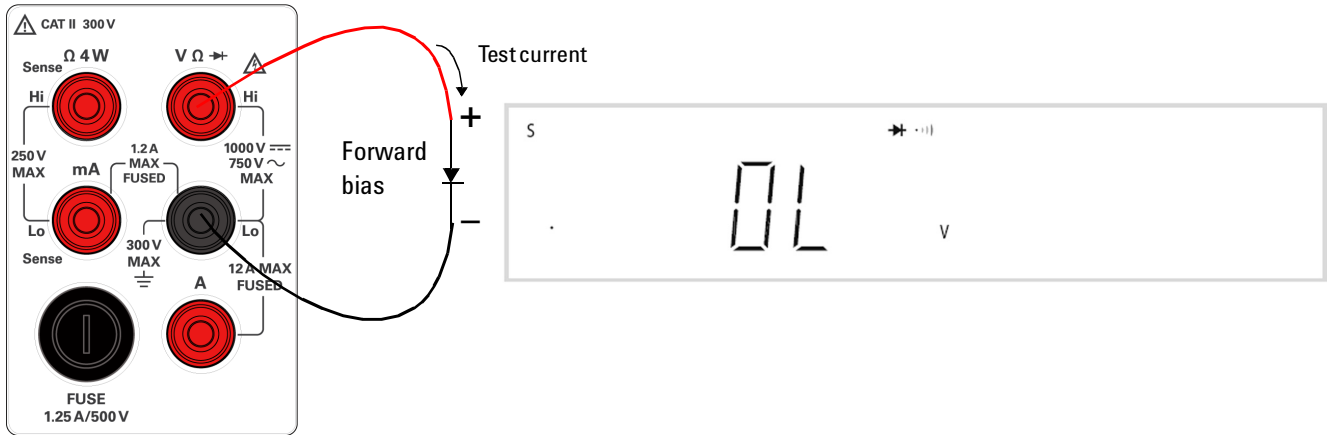 CAT II 300 V
Ω 4 W
Sense
V Ω
Hi
Hi
250 V
MAX
mA
1.2 A
MAX
FUSED
1000 V
750 V
MAX
Lo
Lo
Sense
300 V
MAX
12 A MAX
FUSED
A
FUSE
1.25 A/500 V
Test current
+
Forward
bias
–
S
OL
V